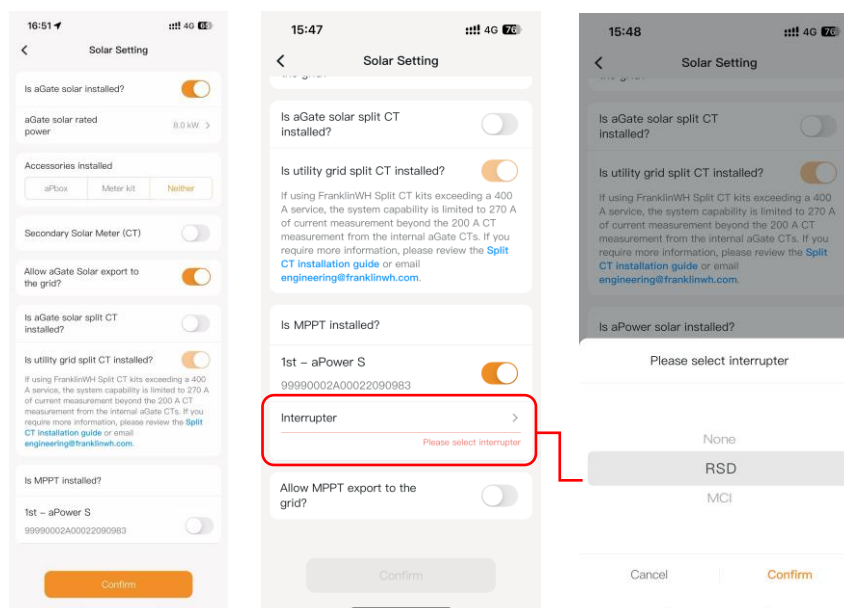 16:51
4G
Solar Setting
Is aGate solar installed?
aGate solar rated
power
8.0 kW
Accessories installed
aPbox
Meter kit
Neither
Secondary Solar Meter (CT)
Allow aGate Solar export to
the grid?
Is aGate solar split CT
installed?
Is utility grid split CT installed?
If using FranklinWH Split CT kits exceeding a 400
A service, the system capability is limited to 270 A
of current measurement beyond the 200 A CT
measurement from the internal aGate CTs. If you
require more information, please review the Split
CT installation guide or email
engineering@franklinwh.com.
Is MPPT installed?
1st – aPower S
99990002A00022090983
Confirm
15:47
4G 76
Solar Setting
Is aGate solar split CT
installed?
Is utility grid split CT installed?
If using FranklinWH Split CT kits exceeding a 400
A service, the system capability is limited to 270 A
of current measurement beyond the 200 A CT
measurement from the internal aGate CTs. If you
require more information, please review the Split
CT installation guide or email
engineering@franklinwh.com.
Is MPPT installed?
1st – aPower S
99990002A00022090983
Interrupter
Please select interrupter
Allow MPPT export to the
grid?
Confirm
15:48
4G 76
Solar Setting
Is aGate solar split CT
installed?
Is utility grid split CT installed?
If using FranklinWH Split CT kits exceeding a 400
A service, the system capability is limited to 270 A
of current measurement beyond the 200 A CT
measurement from the internal aGate CTs. If you
require more information, please review the Split
CT installation guide or email
engineering@franklinwh.com.
Is aPower solar installed?
Please select interrupter
None
RSD
MCI
Cancel
Confirm